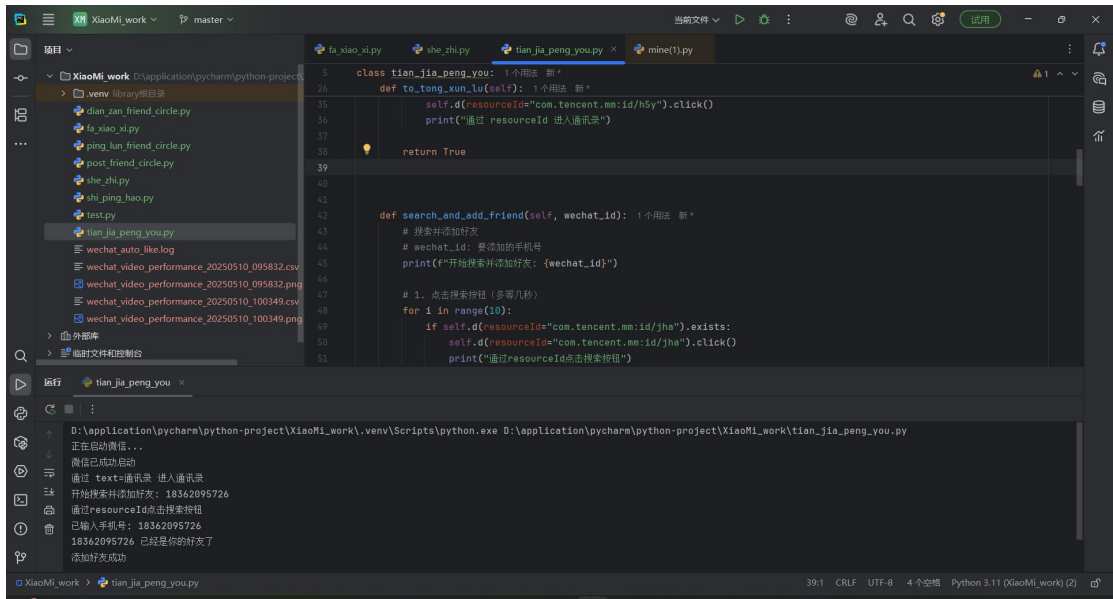 XM XiaoMi_work master 当前文件 试用
项目
fa_xiao_xi.py she_zhi.py tian_jia_peng_you.py × mine(1).py
XiaoMi_work D:\application\pycharm\python-project\
.venv library根目录
dian_zan_friend_circle.py
fa_xiao_xi.py
ping_lun_friend_circle.py
post_friend_circle.py
she_zhi.py
shi_ping_hao.py
test.py
tian_jia_peng_you.py
wechat_auto_like.log
wechat_video_performance_20250510_095832.csv
wechat_video_performance_20250510_095832.png
wechat_video_performance_20250510_100349.csv
wechat_video_performance_20250510_100349.png
外部库
临时文件和控制台
5 class tian_jia_peng_you: 1个用法 新* 1
26 def to_tong_xun_lu(self): 1个用法 新*
35 self.d(resourceId="com.tencent.mm:id/h5y").click()
36 print("通过 resourceId 进入通讯录")
37
38 return True
39
40
41
42 def search_and_add_friend(self, wechat_id): 1个用法 新*
43 # 搜索并添加好友
44 # wechat_id: 要添加的手机号
45 print(f"开始搜索并添加好友: {wechat_id}")
46
47 # 1. 点击搜索按钮（多等几秒）
48 for i in range(10):
49 if self.d(resourceId="com.tencent.mm:id/jha").exists:
50 self.d(resourceId="com.tencent.mm:id/jha").click()
51 print("通过resourceId点击搜索按钮")
运行 tian_jia_peng_you ×
D:\application\pycharm\python-project\XiaoMi_work\.venv\Scripts\python.exe D:\application\pycharm\python-project\XiaoMi_work\tian_jia_peng_you.py
正在启动微信...
微信已成功启动
通过 text=通讯录 进入通讯录
开始搜索并添加好友: 18362095726
通过resourceId点击搜索按钮
已输入手机号: 18362095726
18362095726 已经是你的好友了
添加好友成功
XiaoMi_work > tian_jia_peng_you.py 39:1 CRLF UTF-8 4个空格 Python 3.11 (XiaoMi_work) (2)